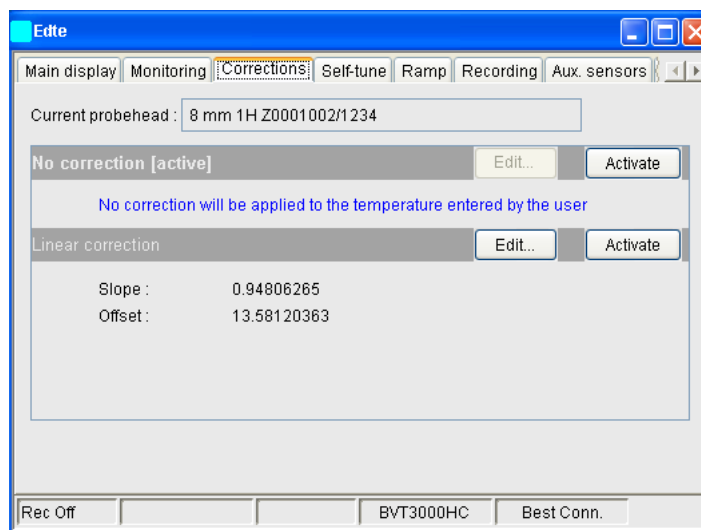 Edte
Main display Monitoring Corrections Self-tune Ramp Recording Aux. sensors
Current probehead : 8 mm 1H Z0001002/1234
No correction [active] Edit... Activate
No correction will be applied to the temperature entered by the user
Linear correction Edit... Activate
Slope : 0.94806265
Offset : 13.58120363
Rec Off BVT3000HC Best Conn.